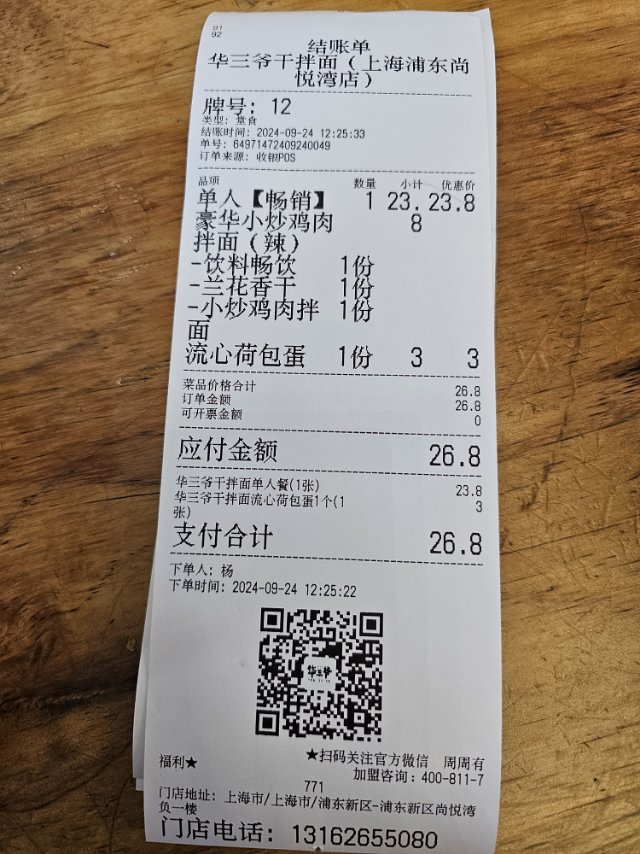 91
92
结账单
华三爷干拌面（上海浦东尚
悦湾店）
牌号: 12
类型: 堂食
结账时间: 2024-09-24 12:25:33
单号: 64971472409240049
订单来源: 收银POS
品项 数量 小计 优惠价
单人【畅销】 1 23. 23.8
豪华小炒鸡肉 8
拌面（辣）
-饮料畅饮 1份
-兰花香干 1份
-小炒鸡肉拌 1份
面
流心荷包蛋 1份 3 3
菜品价格合计 26.8
订单金额 26.8
可开票金额 0
应付金额 26.8
华三爷干拌面单人餐(1张) 23.8
华三爷干拌面流心荷包蛋1个(1 3
张)
支付合计 26.8
下单人: 杨
下单时间: 2024-09-24 12:25:22
华三爷
★扫码关注官方微信 周周有
福利★ 加盟咨询: 400-811-7
771
门店地址: 上海市/上海市/浦东新区-浦东新区尚悦湾
负一楼
门店电话: 13162655080